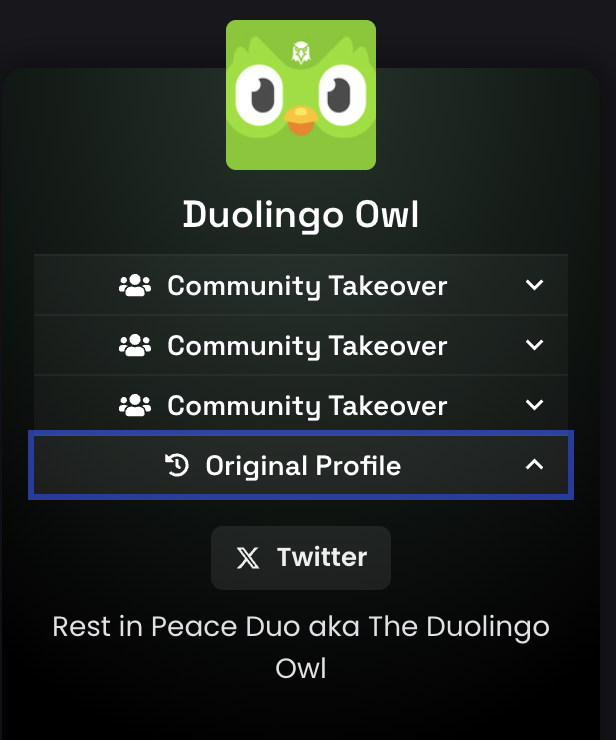 Duolingo Owl
Community Takeover
Community Takeover
Community Takeover
Original Profile
Twitter
Rest in Peace Duo aka The Duolingo
Owl